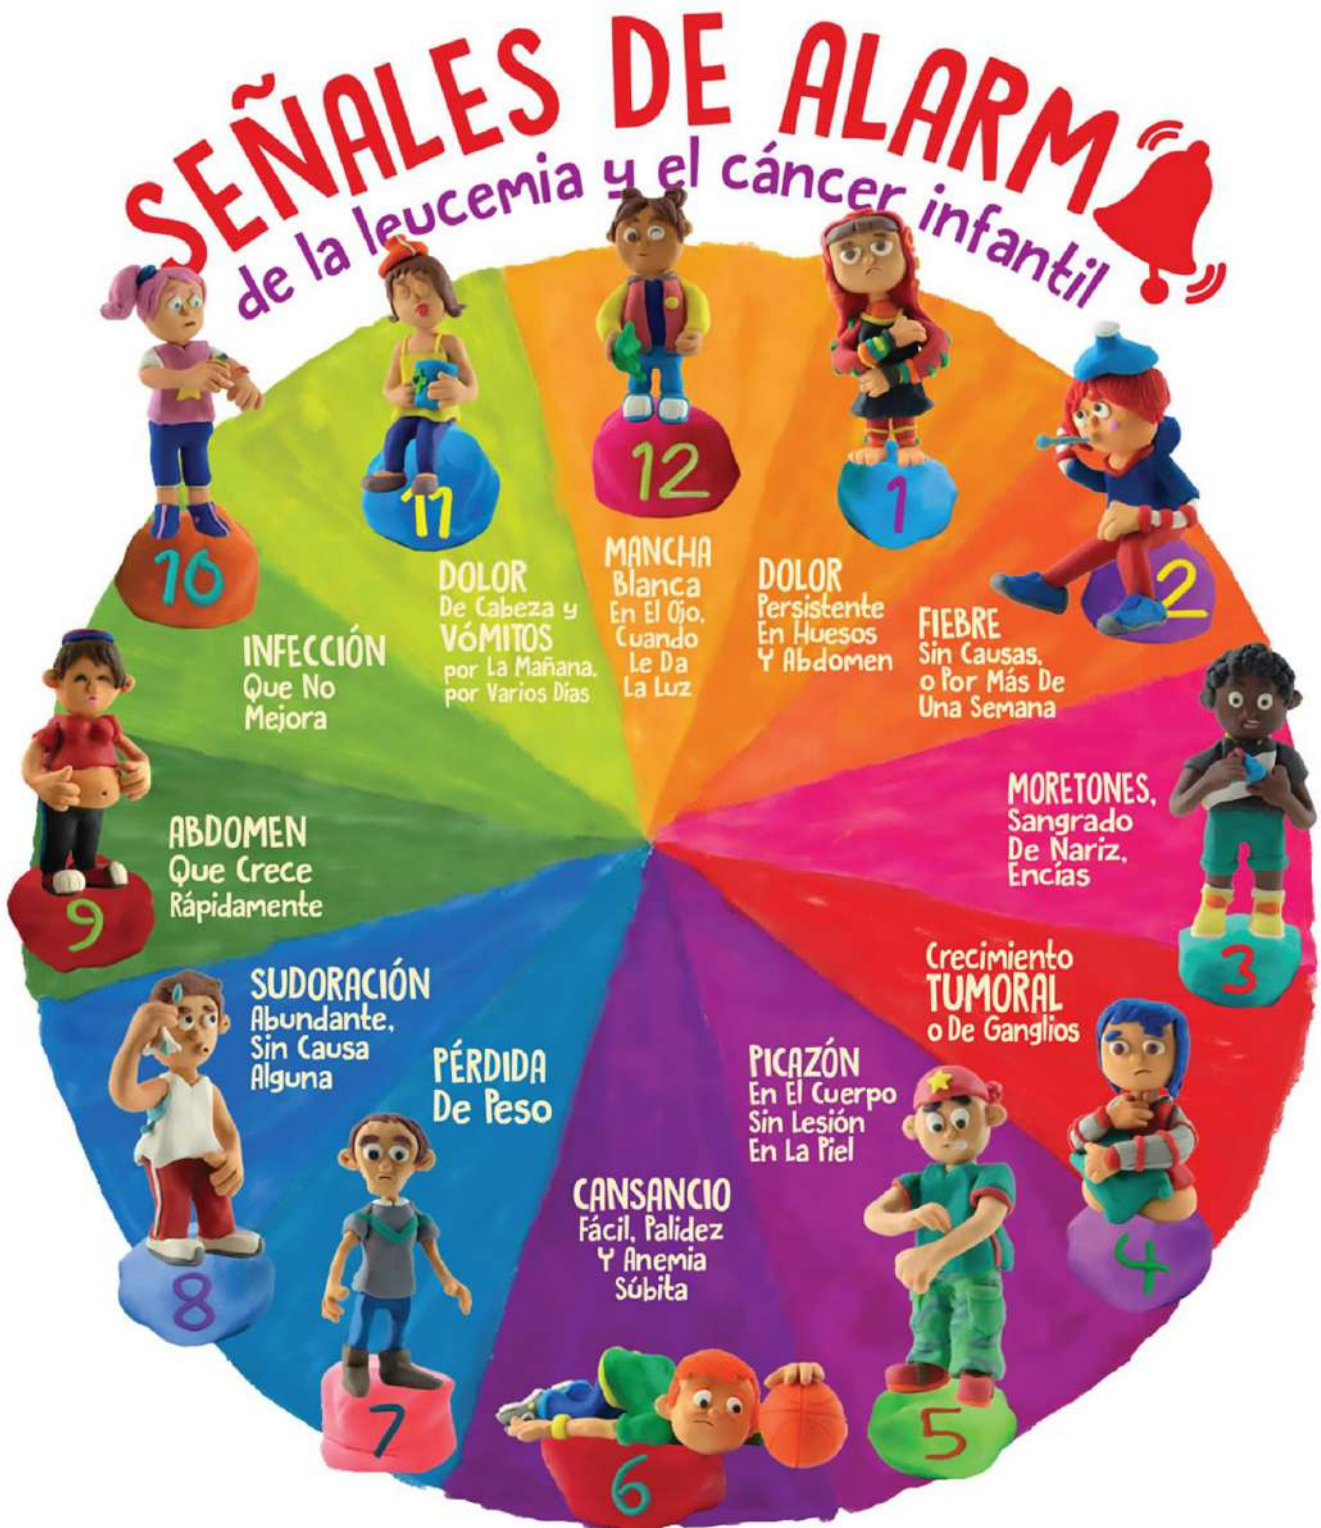 SEÑALES DE ALARMA
de la leucemia y el cáncer infantil
12
MANCHA
Blanca
En El Ojo,
Cuando
Le Da
La Luz
1
DOLOR
Persistente
En Huesos
Y Abdomen
2
FIEBRE
Sin Causas,
o Por Más De
Una Semana
3
MORETONES,
Sangrado
De Nariz,
Encías
4
Crecimiento
TUMORAL
o De Ganglios
5
PICAZÓN
En El Cuerpo
Sin Lesión
En La Piel
6
CANSANCIO
Fácil, Palidez
Y Anemia
Súbita
7
PÉRDIDA
De Peso
8
SUDORACIÓN
Abundante,
Sin Causa
Alguna
9
ABDOMEN
Que Crece
Rápidamente
10
INFECCIÓN
Que No
Mejora
11
DOLOR
De Cabeza y
VÓMITOS
por La Mañana,
por Varios Días